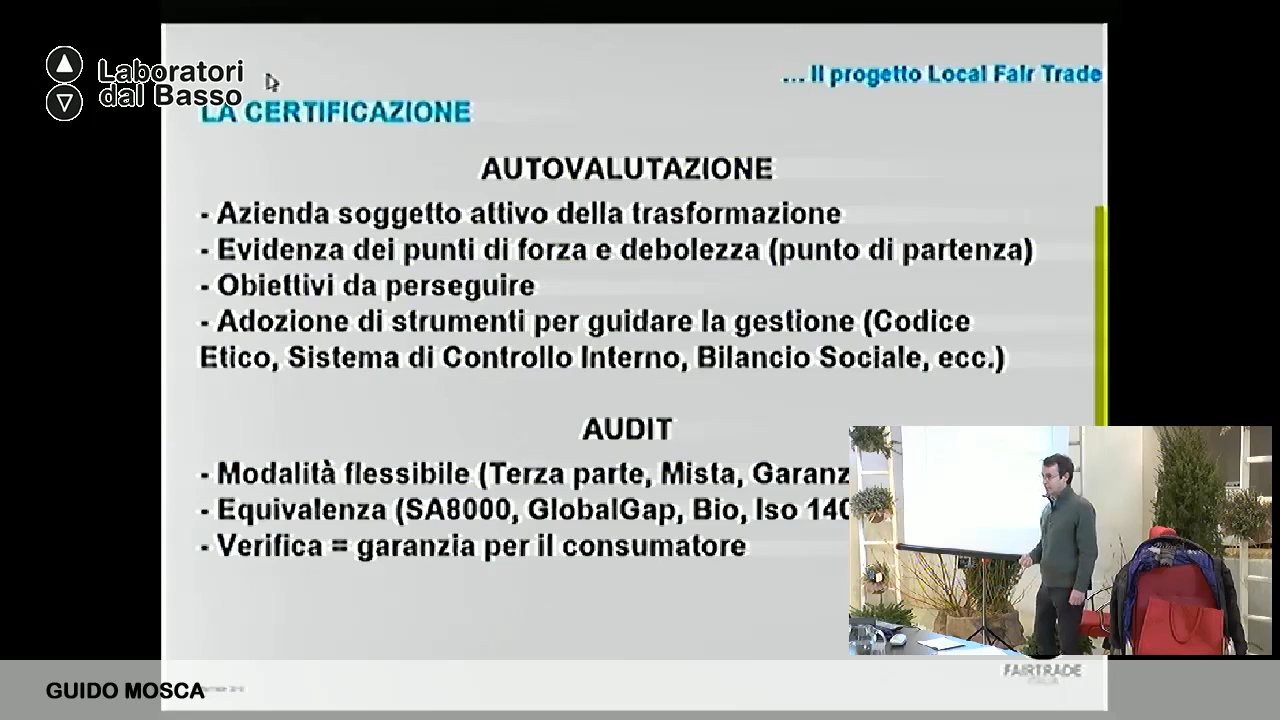 Laboratori
dal Basso
... Il progetto Local Fair Trade
LA CERTIFICAZIONE
AUTOVALUTAZIONE
- Azienda soggetto attivo della trasformazione
- Evidenza dei punti di forza e debolezza (punto di partenza)
- Obiettivi da perseguire
- Adozione di strumenti per guidare la gestione (Codice
Etico, Sistema di Controllo Interno, Bilancio Sociale, ecc.)
AUDIT
- Modalità flessibile (Terza parte, Mista, Garanz
- Equivalenza (SA8000, GlobalGap, Bio, Iso 140
- Verifica = garanzia per il consumatore
FAIRTRADE
GUIDO MOSCA